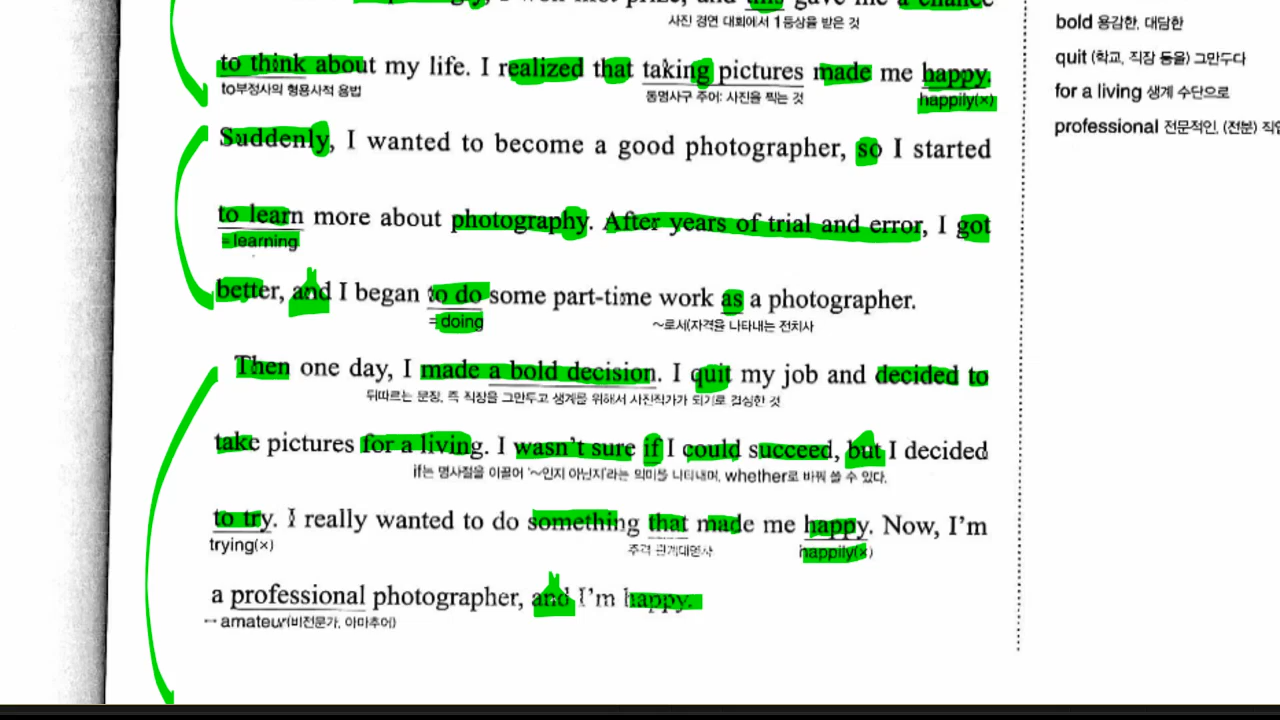 this gave me a chance
사진 경연 대회에서 1등상을 받은 것
to think about my life. I realized that taking pictures made me happy.
to부정사의 형용사적 용법 동명사구 주어: 사진을 찍는 것 happily(×)
Suddenly, I wanted to become a good photographer, so I started
to learn more about photography. After years of trial and error, I got
= learning
better, and I began to do some part-time work as a photographer.
= doing ~로서(자격을 나타내는 전치사
Then one day, I made a bold decision. I quit my job and decided to
뒤따르는 문장, 즉 직장을 그만두고 생계를 위해서 사진작가가 되기로 결심한 것
take pictures for a living. I wasn't sure if I could succeed, but I decided
if는 명사절을 이끌어 '~인지 아닌지'라는 의미를 나타내며, whether로 바꿔 쓸 수 있다.
to try. I really wanted to do something that made me happy. Now, I'm
trying(×) 주격 관계대명사 happily(×)
a professional photographer, and I'm happy.
↔ amateur(비전문가, 아마추어)
bold 용감한, 대담한
quit (학교, 직장 등을) 그만두다
for a living 생계 수단으로
professional 전문적인, (전문)